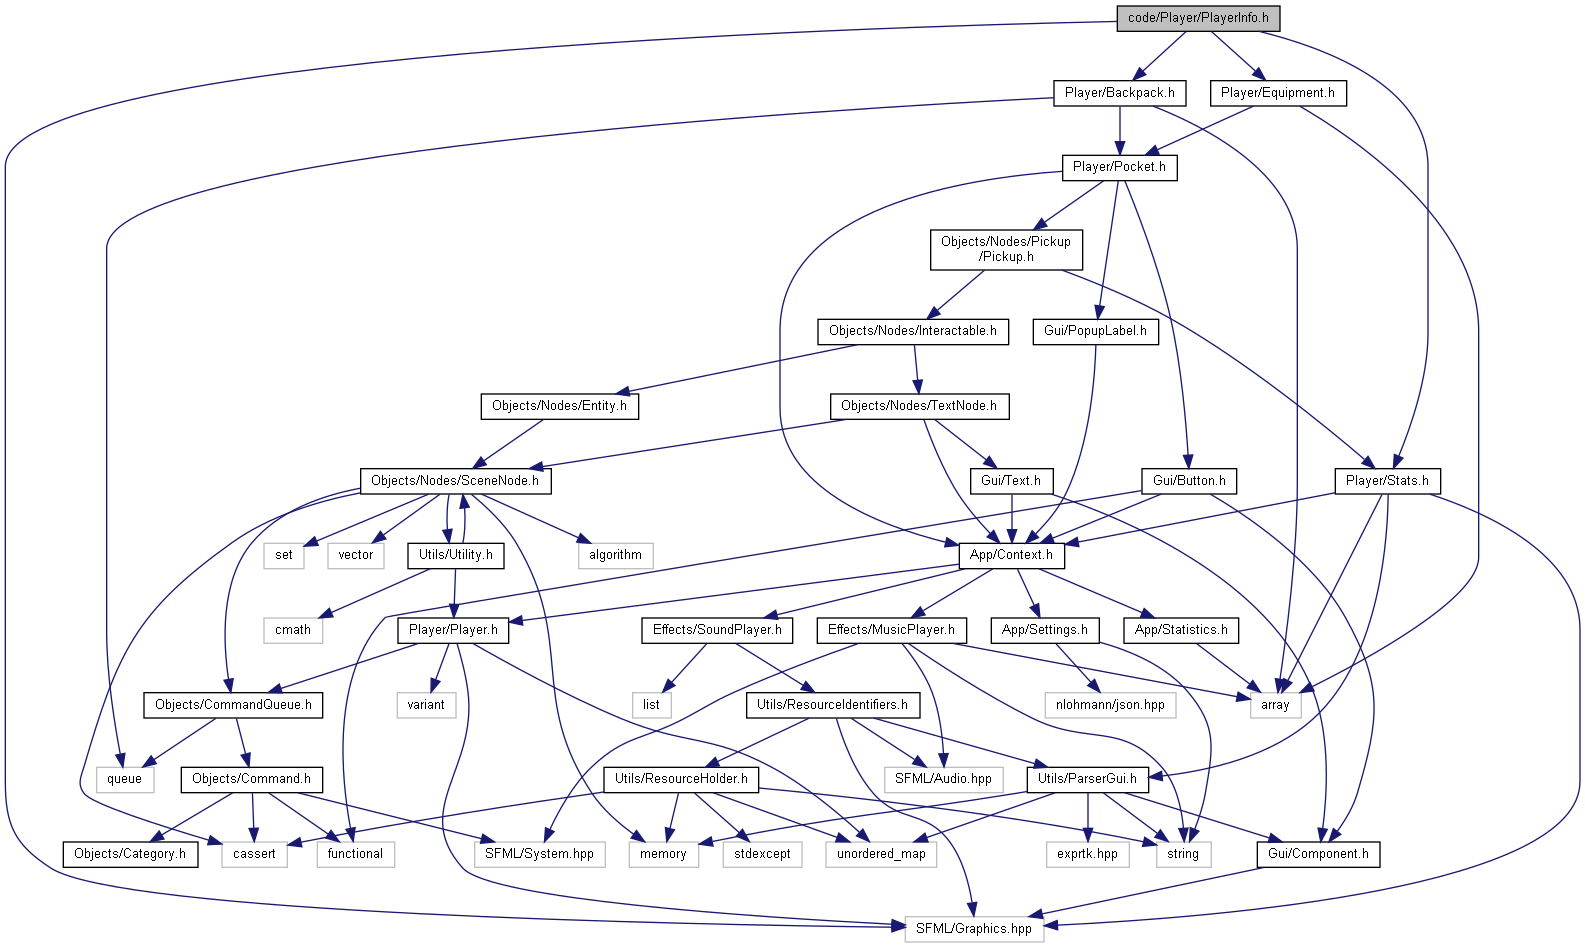 code/Player/PlayerInfo.h
Player/Backpack.h
Player/Equipment.h
Player/Pocket.h
Objects/Nodes/Pickup
/Pickup.h
Objects/Nodes/Interactable.h
Gui/PopupLabel.h
Objects/Nodes/Entity.h
Objects/Nodes/TextNode.h
Objects/Nodes/SceneNode.h
Gui/Text.h
Gui/Button.h
Player/Stats.h
set
vector
Utils/Utility.h
algorithm
App/Context.h
cmath
Player/Player.h
Effects/SoundPlayer.h
Effects/MusicPlayer.h
App/Settings.h
App/Statistics.h
Objects/CommandQueue.h
variant
list
Utils/ResourceIdentifiers.h
nlohmann/json.hpp
array
queue
Objects/Command.h
Utils/ResourceHolder.h
SFML/Audio.hpp
Utils/ParserGui.h
Objects/Category.h
cassert
functional
SFML/System.hpp
memory
stdexcept
unordered_map
exprtk.hpp
string
Gui/Component.h
SFML/Graphics.hpp